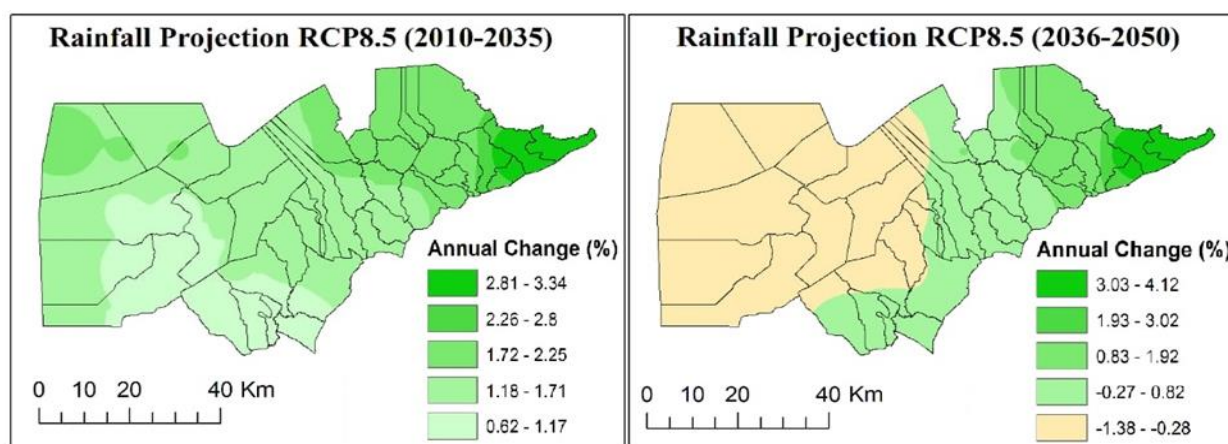 Rainfall Projection RCP8.5 (2010-2035)
Annual Change (%)
2.81 - 3.34
2.26 - 2.8
1.72 - 2.25
1.18 - 1.71
0.62 - 1.17
0 10 20 40 Km
Rainfall Projection RCP8.5 (2036-2050)
Annual Change (%)
3.03 - 4.12
1.93 - 3.02
0.83 - 1.92
-0.27 - 0.82
-1.38 - -0.28
0 10 20 40 Km